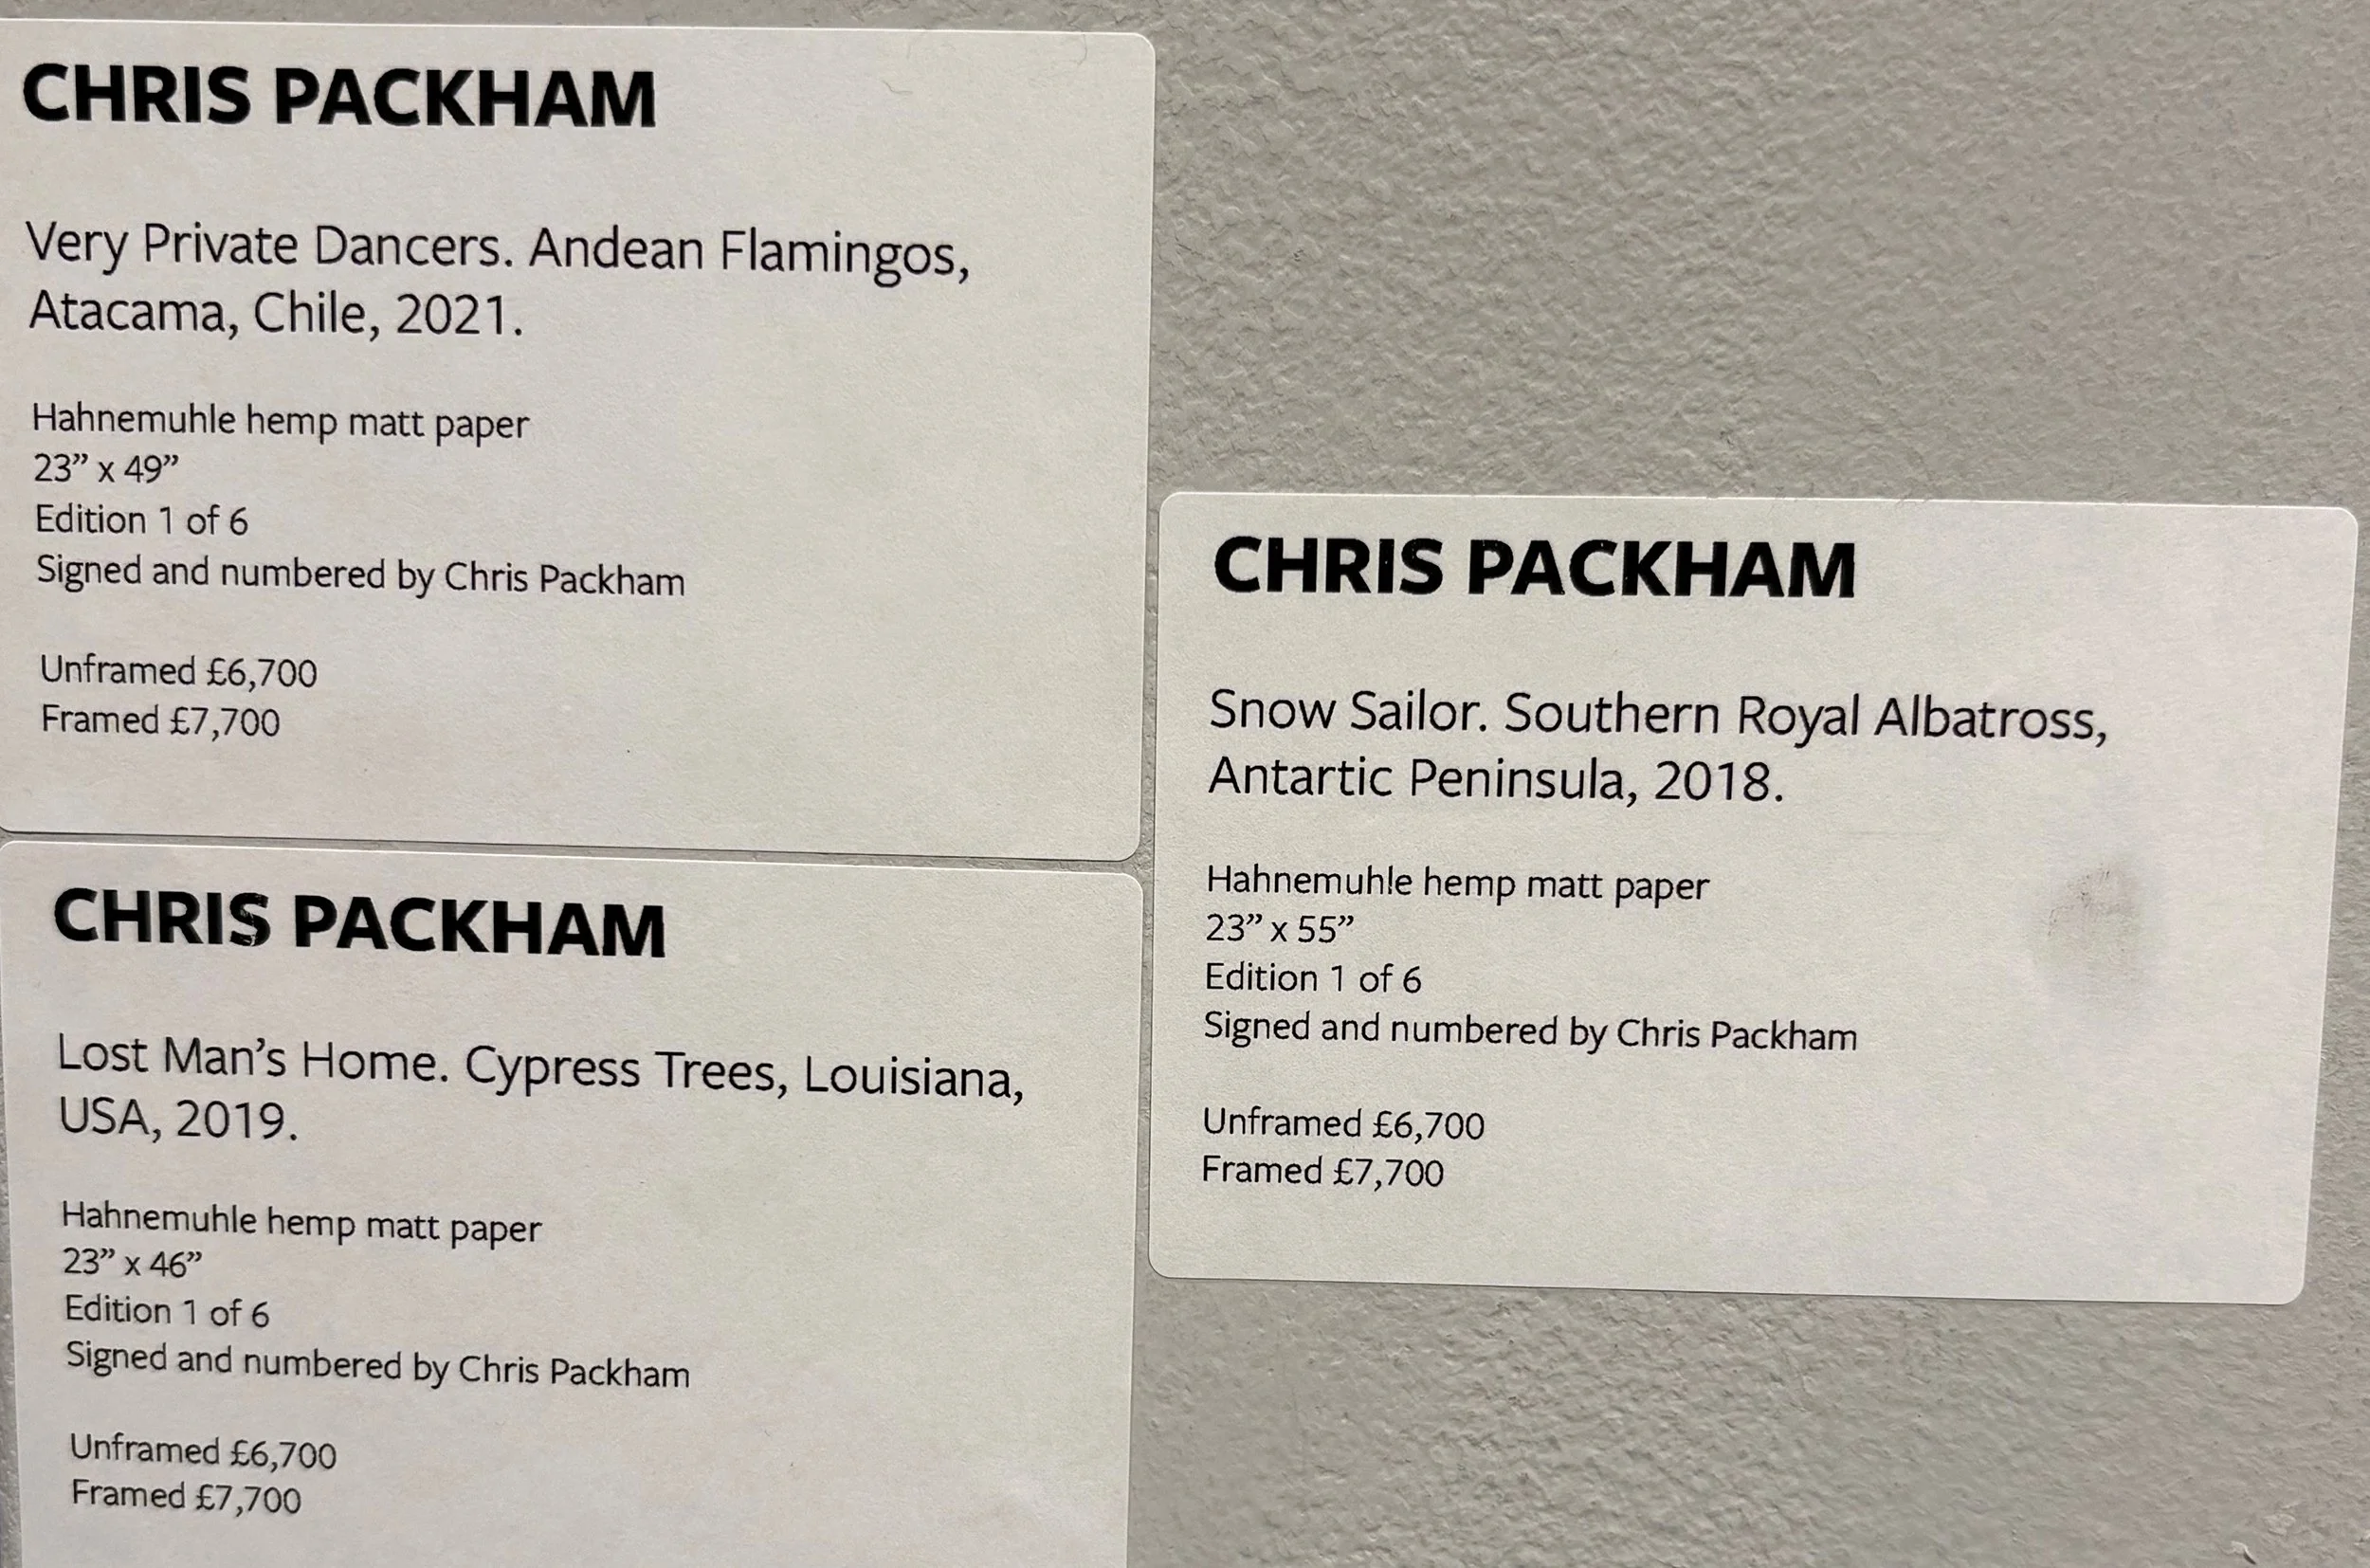 CHRIS PACKHAM
Very Private Dancers. Andean Flamingos,
Atacama, Chile, 2021.
Hahnemuhle hemp matt paper
23” x 49”
Edition 1 of 6
Signed and numbered by Chris Packham
Unframed £6,700
Framed £7,700
CHRIS PACKHAM
Lost Man’s Home. Cypress Trees, Louisiana,
USA, 2019.
Hahnemuhle hemp matt paper
23” x 46”
Edition 1 of 6
Signed and numbered by Chris Packham
Unframed £6,700
Framed £7,700
CHRIS PACKHAM
Snow Sailor. Southern Royal Albatross,
Antartic Peninsula, 2018.
Hahnemuhle hemp matt paper
23” x 55”
Edition 1 of 6
Signed and numbered by Chris Packham
Unframed £6,700
Framed £7,700